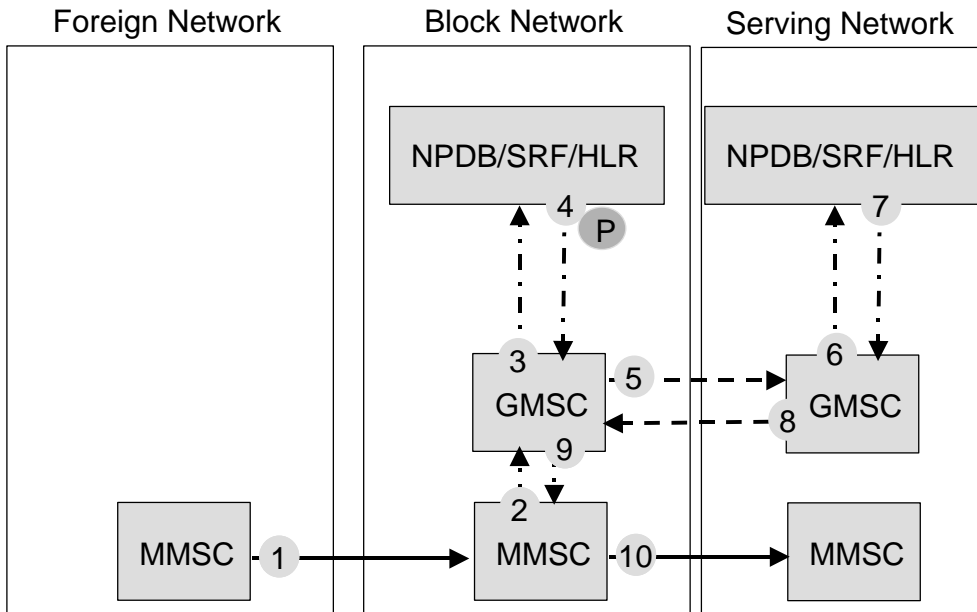 Foreign Network
Block Network
Serving Network
NPDB/SRF/HLR
NPDB/SRF/HLR
4
7
P
3
6
5
GMSC
GMSC
8
9
2
MMSC
1
MMSC
10
MMSC